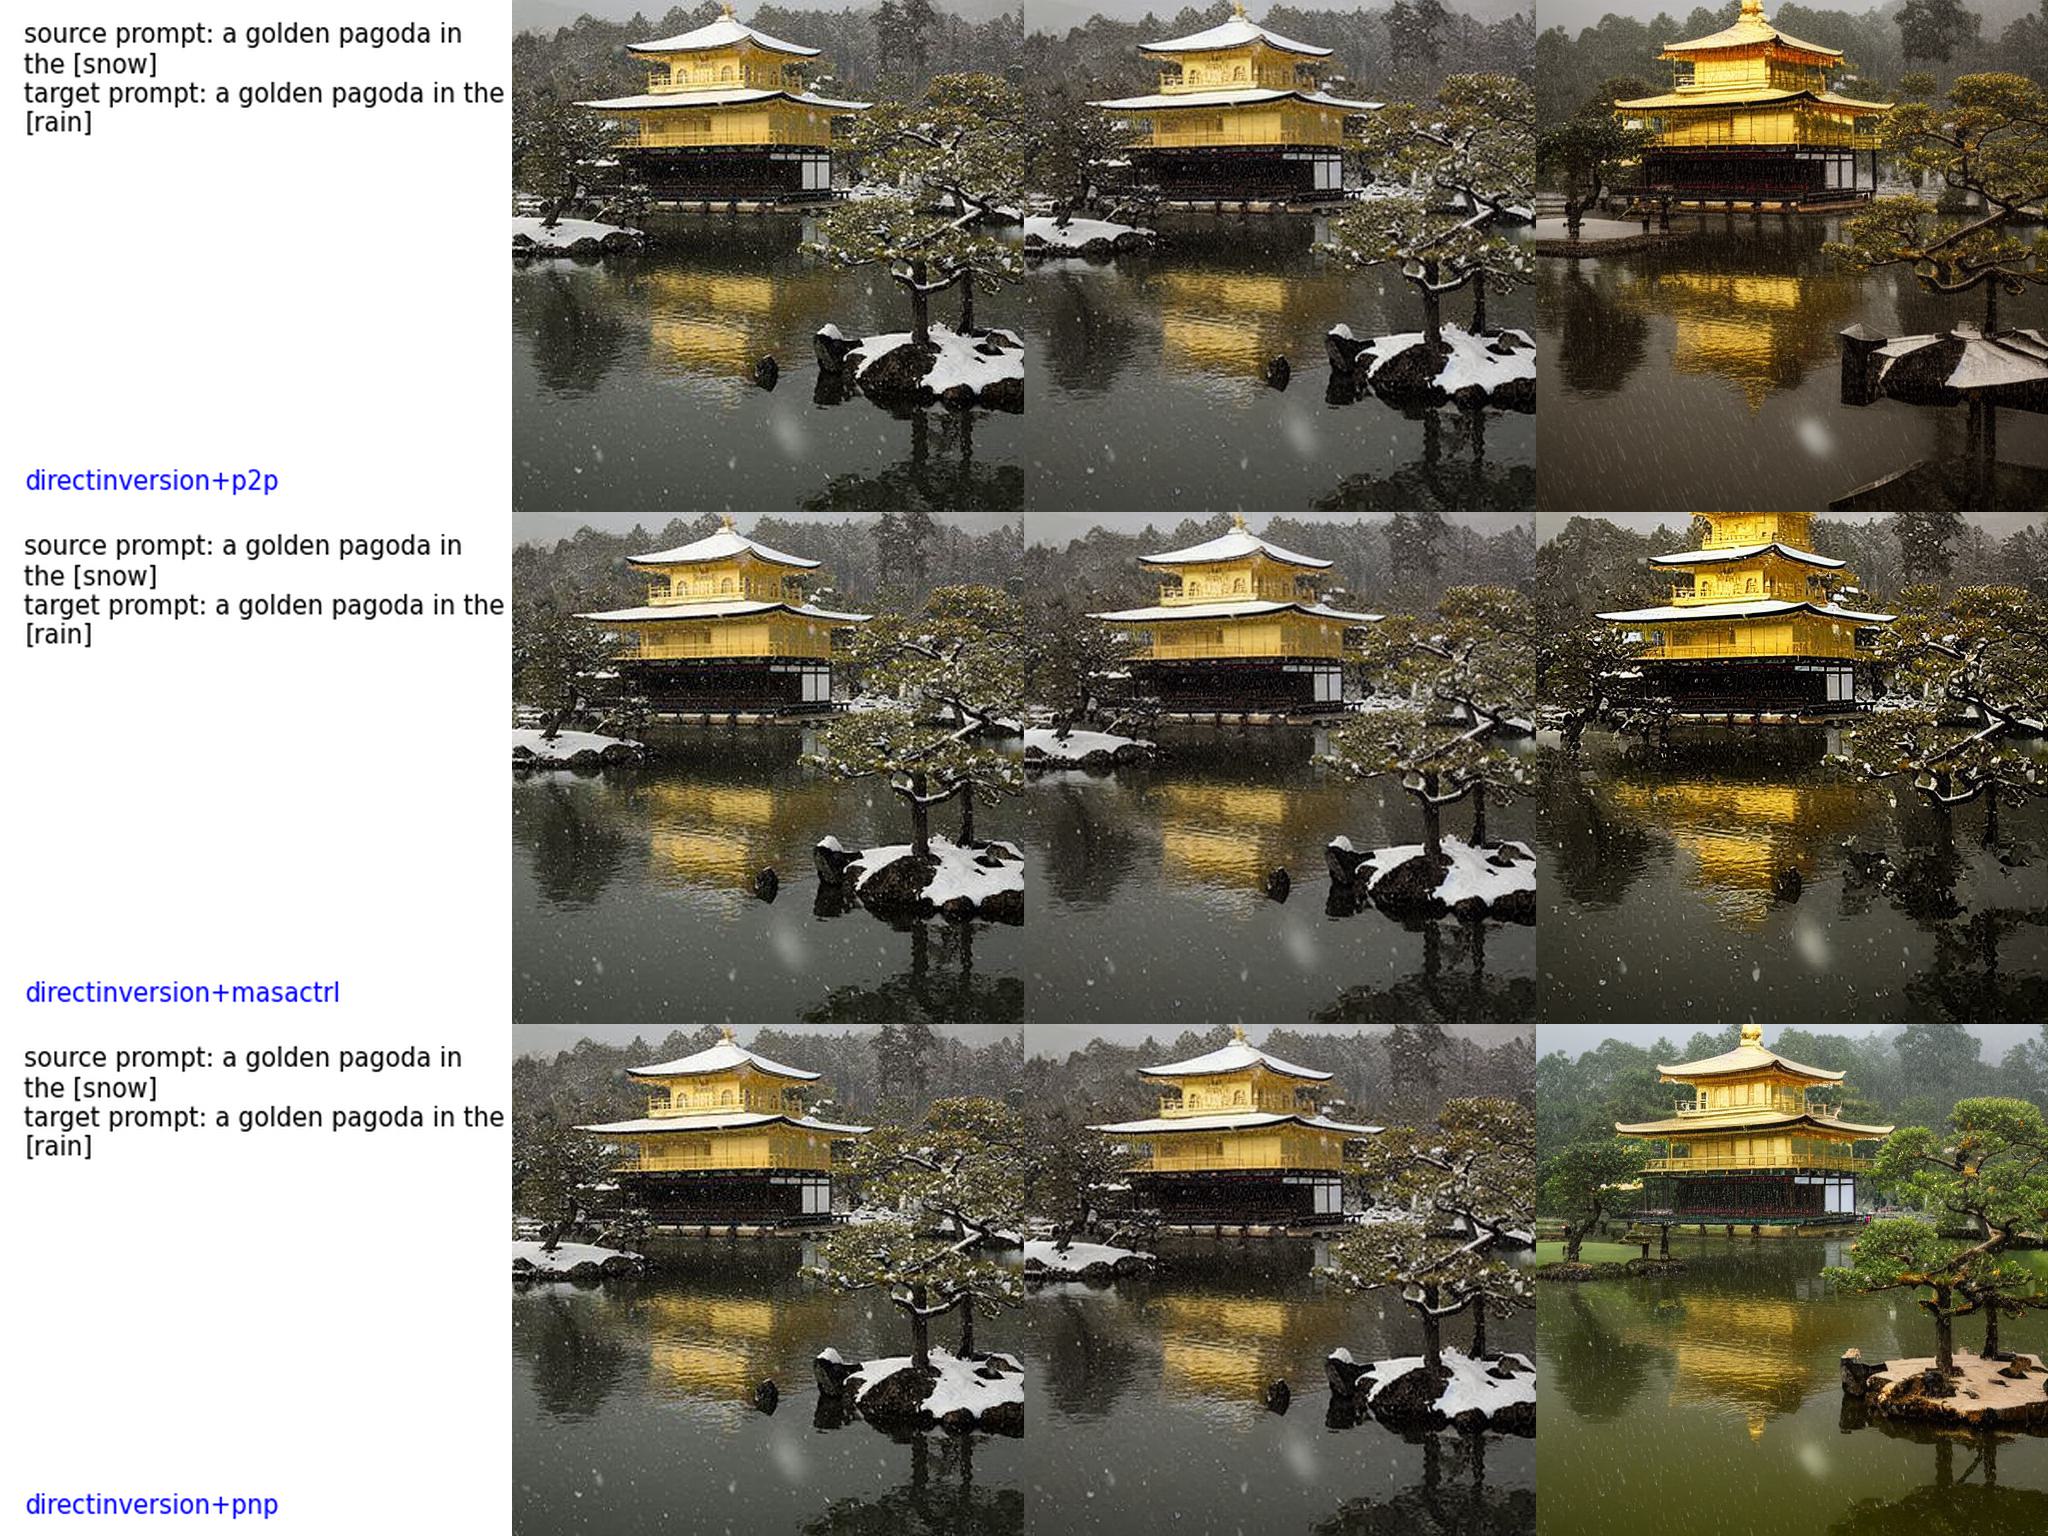 source prompt: a golden pagoda in
the [snow]
target prompt: a golden pagoda in the
[rain]
directinversion+p2p
source prompt: a golden pagoda in
the [snow]
target prompt: a golden pagoda in the
[rain]
directinversion+masactrl
source prompt: a golden pagoda in
the [snow]
target prompt: a golden pagoda in the
[rain]
directinversion+pnp